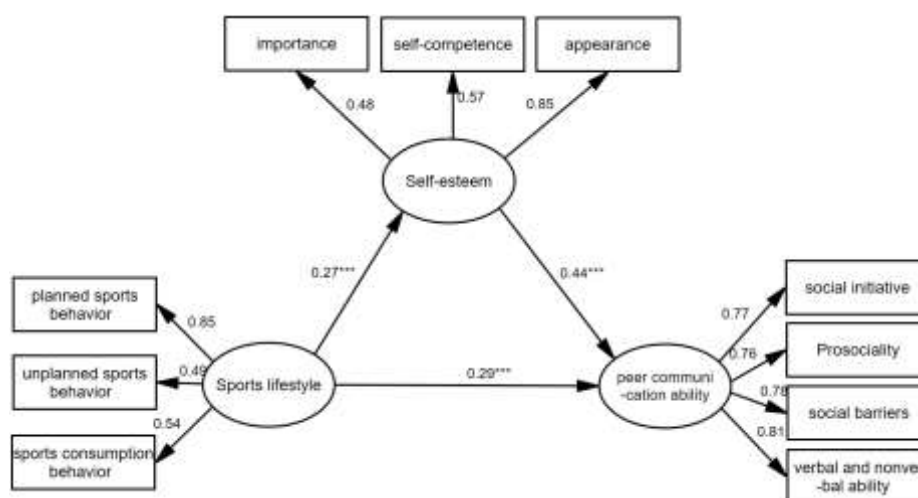 importance
self-competence
appearance
0.48
0.57
0.85
Self-esteem
0.27***
0.44***
planned sports
behavior
0.85
unplanned sports
behavior
0.49
sports consumption
behavior
0.54
Sports lifestyle
0.29***
peer communi
-cation ability
0.77
social initiative
0.76
Prosociality
0.78
social barriers
0.81
verbal and nonve
-bal ability